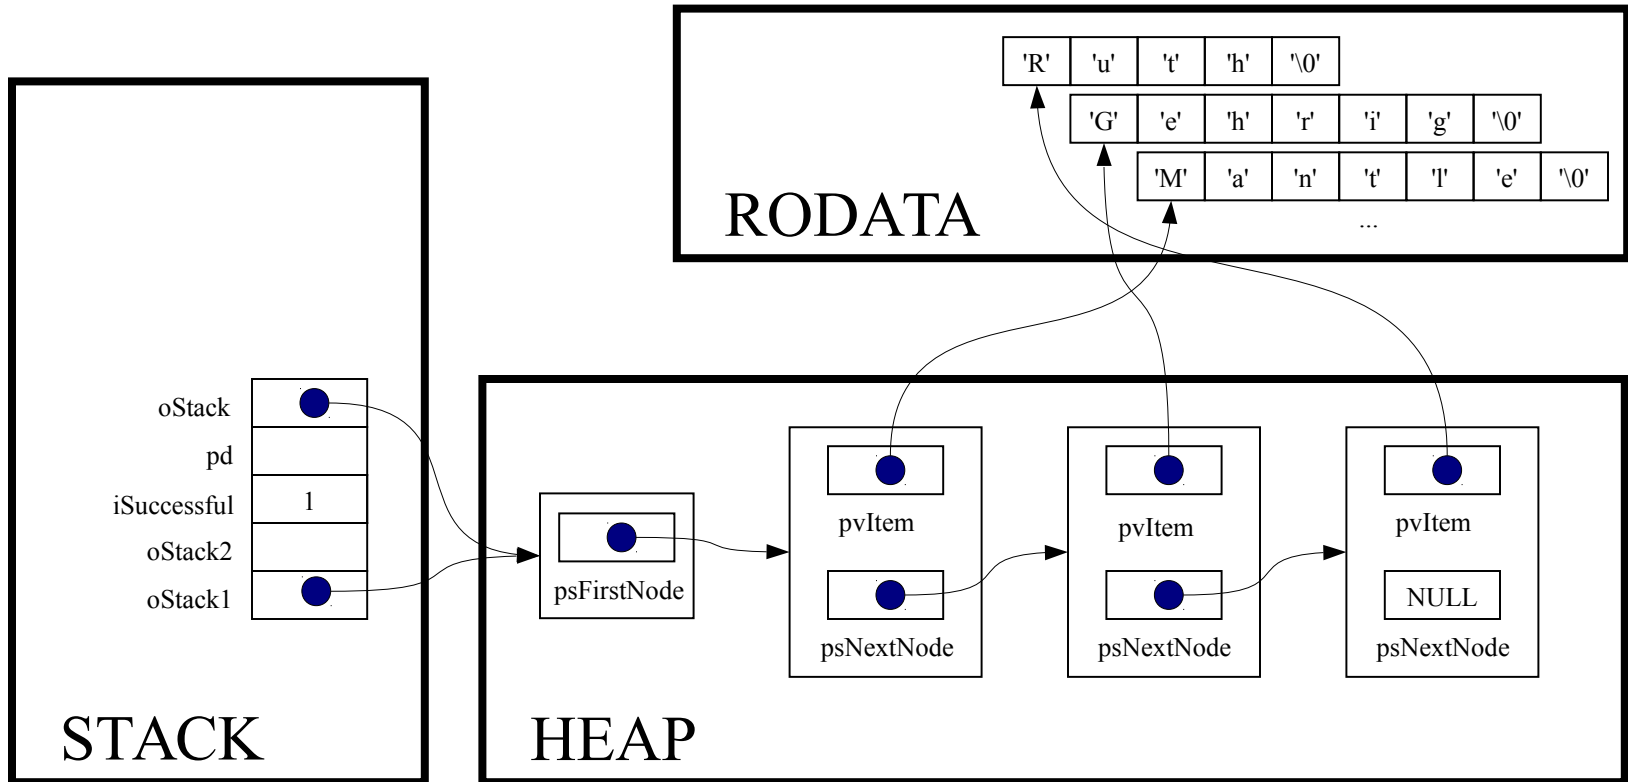 'R' 'u' 't' 'h' '\0'
'G' 'e' 'h' 'r' 'i' 'g' '\0'
'M' 'a' 'n' 't' 'l' 'e' '\0'
...
RODATA
oStack
pd
iSuccessful 1
oStack2
oStack1
STACK
psFirstNode
pvItem
psNextNode
pvItem
psNextNode
pvItem
NULL
psNextNode
HEAP